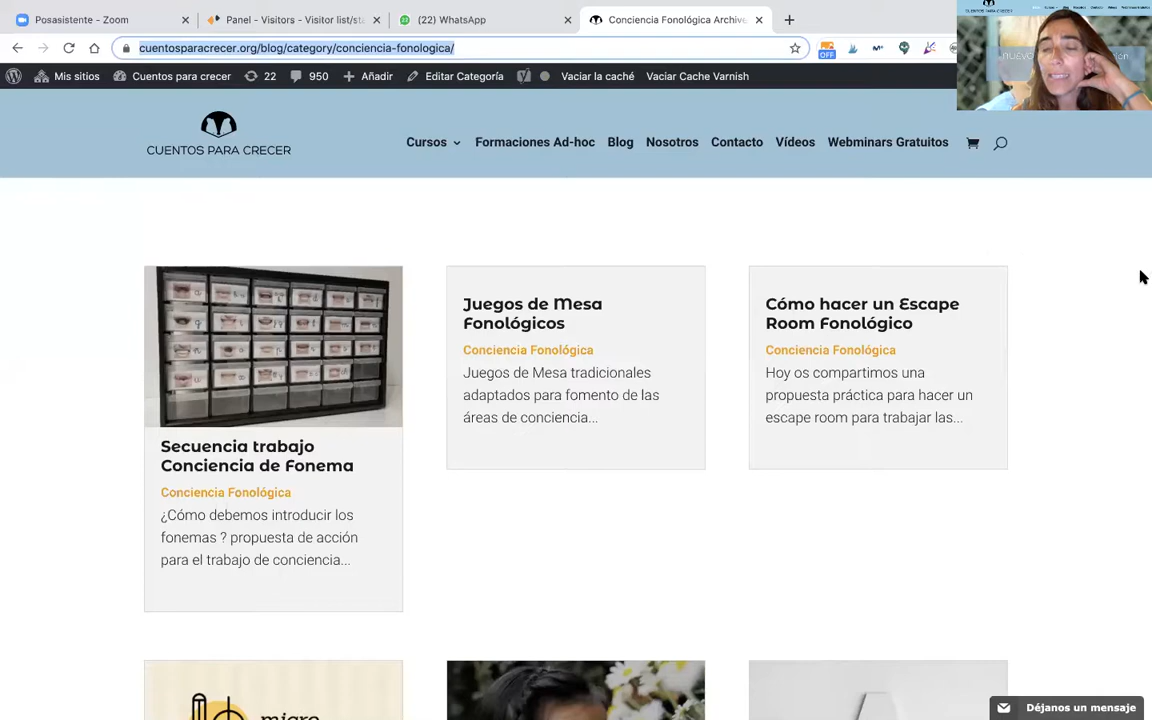 Posasistente - Zoom
Panel - Visitors - Visitor list/sta
(22) WhatsApp
Conciencia Fonológica Archive
cuentosparacrecer.org/blog/category/conciencia-fonologica/
OFF
Mis sitios
Cuentos para crecer
22
950
Añadir
Editar Categoría
Vaciar la caché
Vaciar Cache Varnish
CUENTOS PARA CRECER
Cursos
Formaciones Ad-hoc
Blog
Nosotros
Contacto
Vídeos
Webminars Gratuitos
Secuencia trabajo
Conciencia de Fonema
Conciencia Fonológica
¿Cómo debemos introducir los
fonemas ? propuesta de acción
para el trabajo de conciencia...
Juegos de Mesa
Fonológicos
Conciencia Fonológica
Juegos de Mesa tradicionales
adaptados para fomento de las
áreas de conciencia...
Cómo hacer un Escape
Room Fonológico
Conciencia Fonológica
Hoy os compartimos una
propuesta práctica para hacer un
escape room para trabajar las...
micro
Déjanos un mensaje